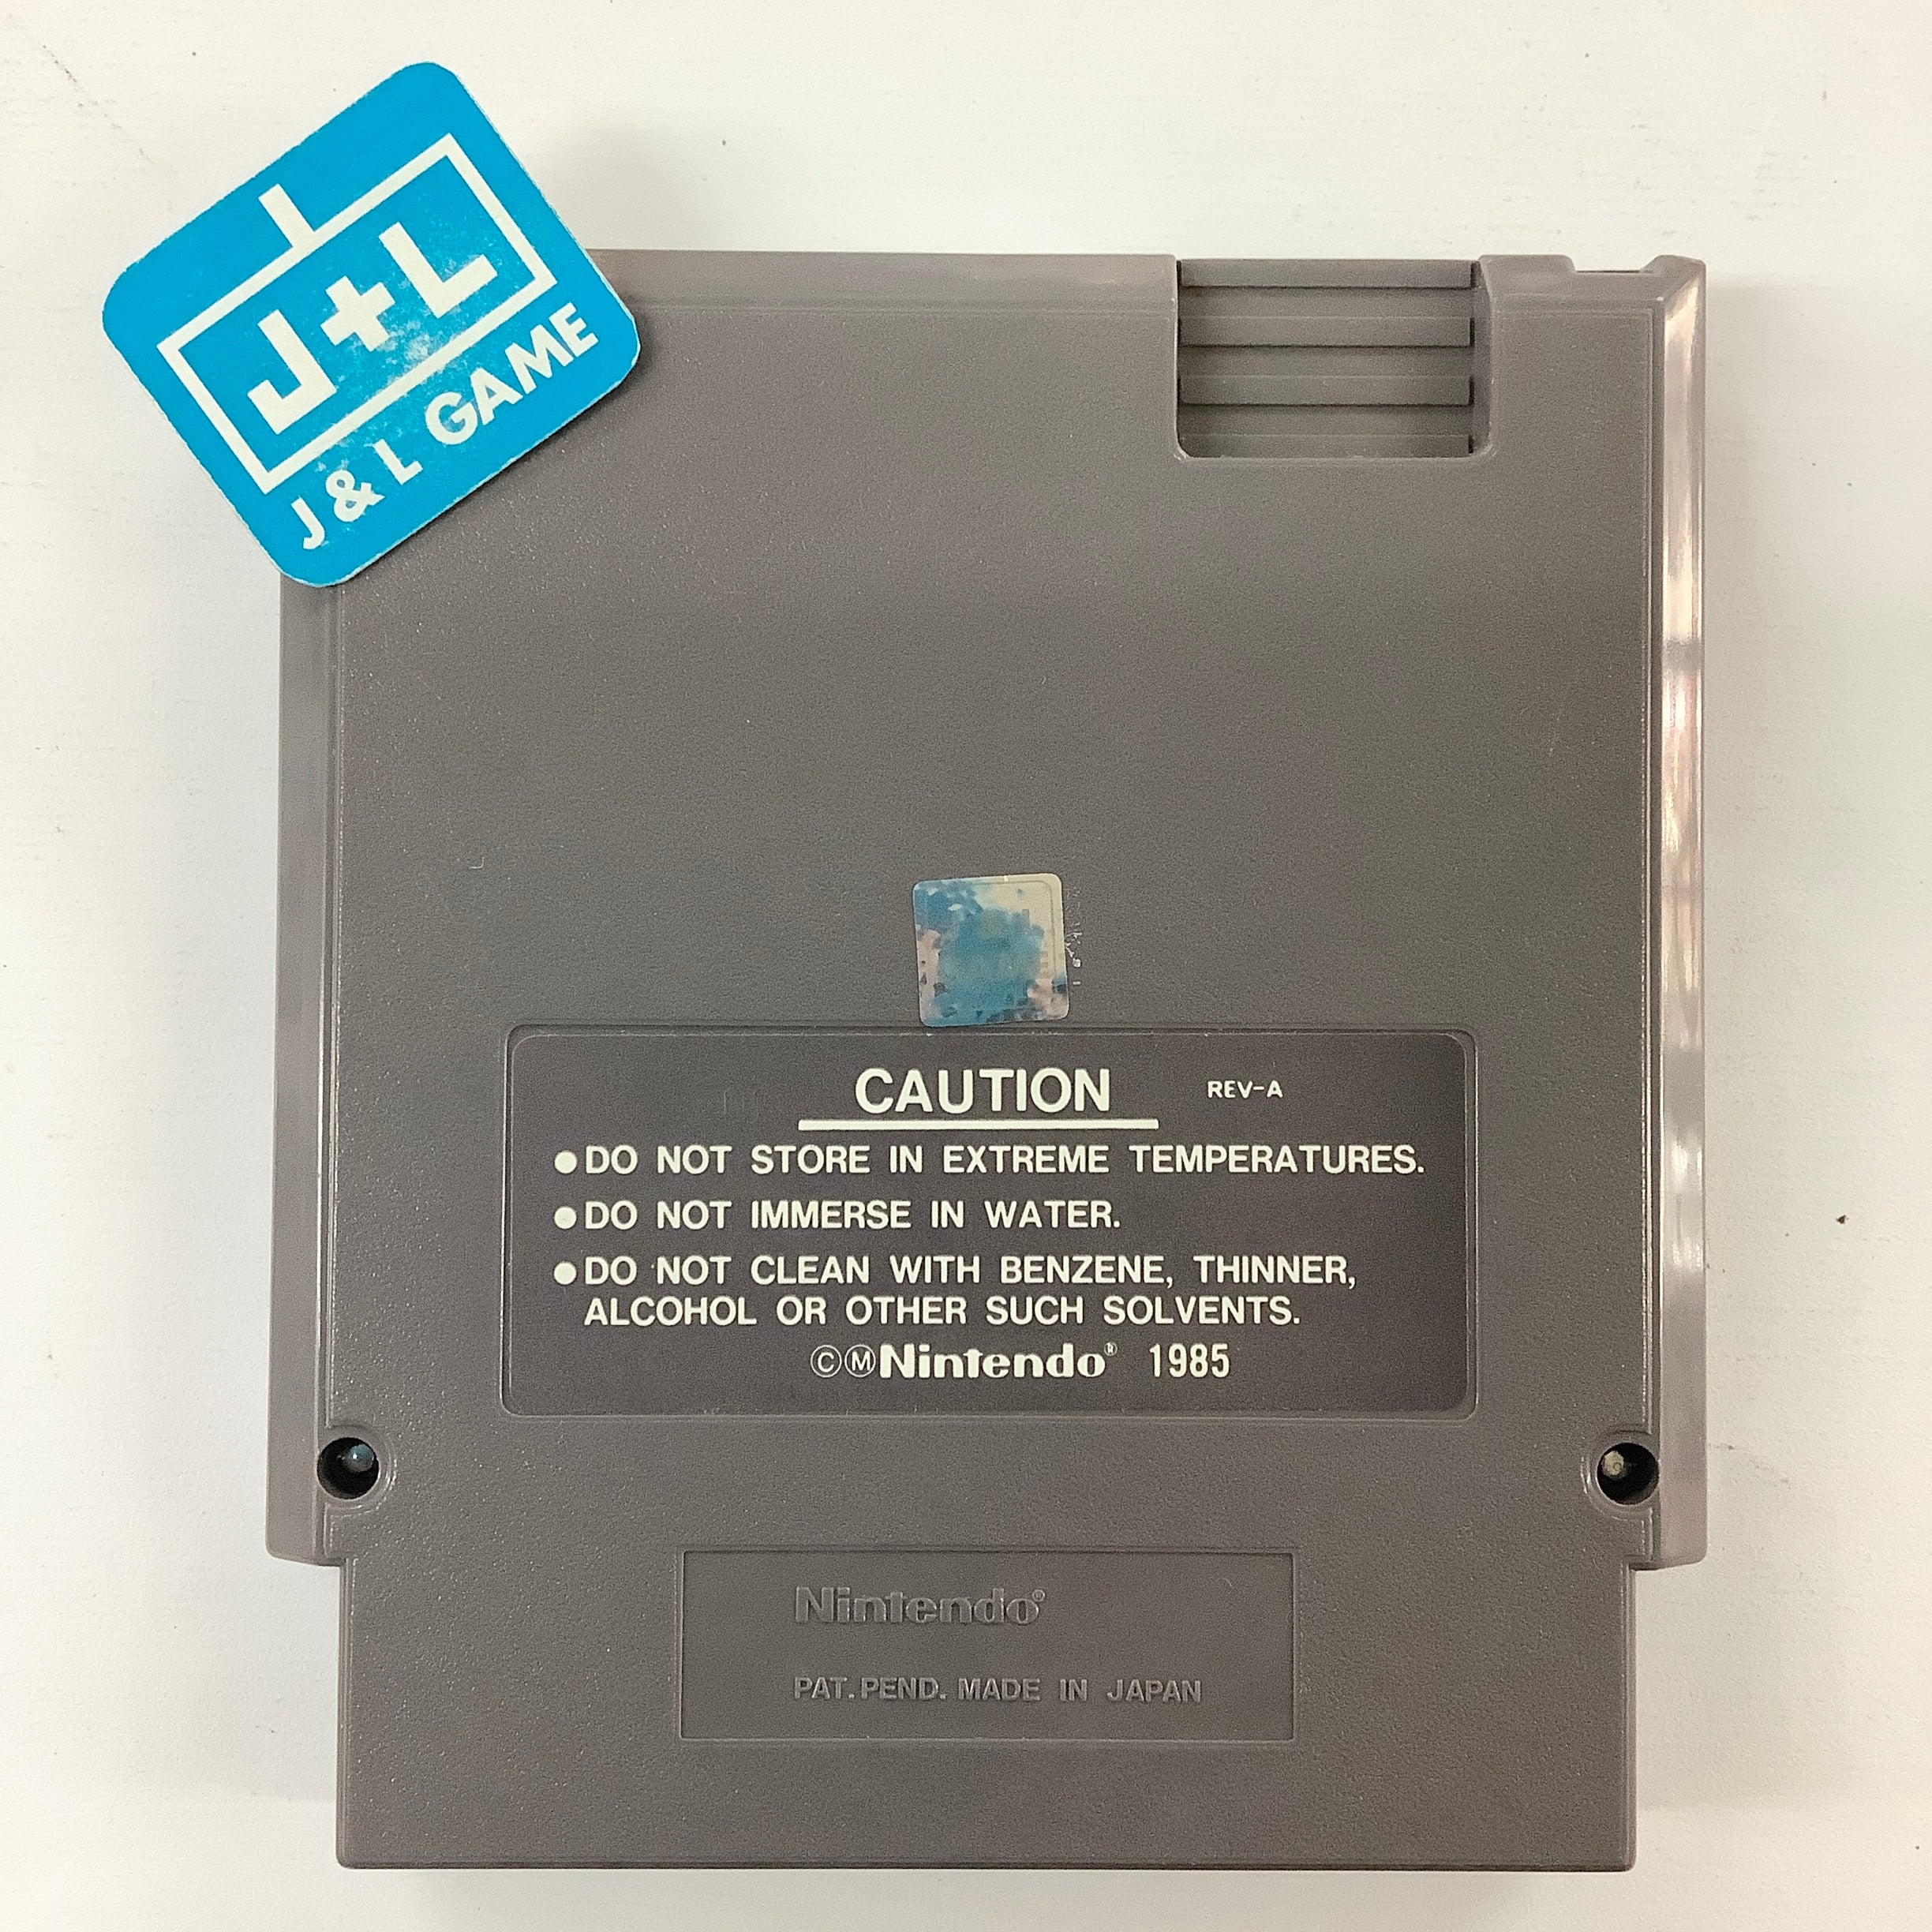 J+L
J & L GAME
CAUTION REV-A
●DO NOT STORE IN EXTREME TEMPERATURES.
●DO NOT IMMERSE IN WATER.
●DO NOT CLEAN WITH BENZENE, THINNER,
ALCOHOL OR OTHER SUCH SOLVENTS.
©ⓂNintendo® 1985
Nintendo®
PAT. PEND. MADE IN JAPAN